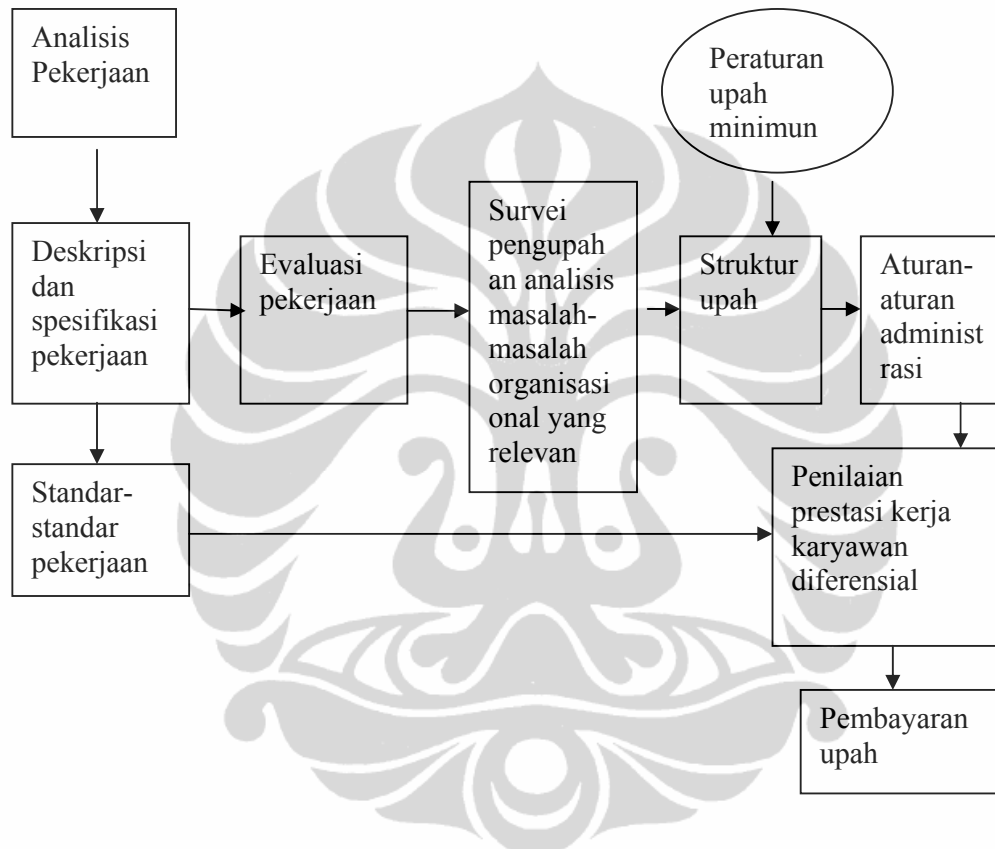 Analisis
Pekerjaan
Peraturan
upah
minimun
Deskripsi
dan
spesifikasi
pekerjaan
Evaluasi
pekerjaan
Survei
pengupah
an analisis
masalah-
masalah
organisasi
onal yang
relevan
Struktur
upah
Aturan-
aturan
administ
rasi
Standar-
standar
pekerjaan
Penilaian
prestasi kerja
karyawan
diferensial
Pembayaran
upah